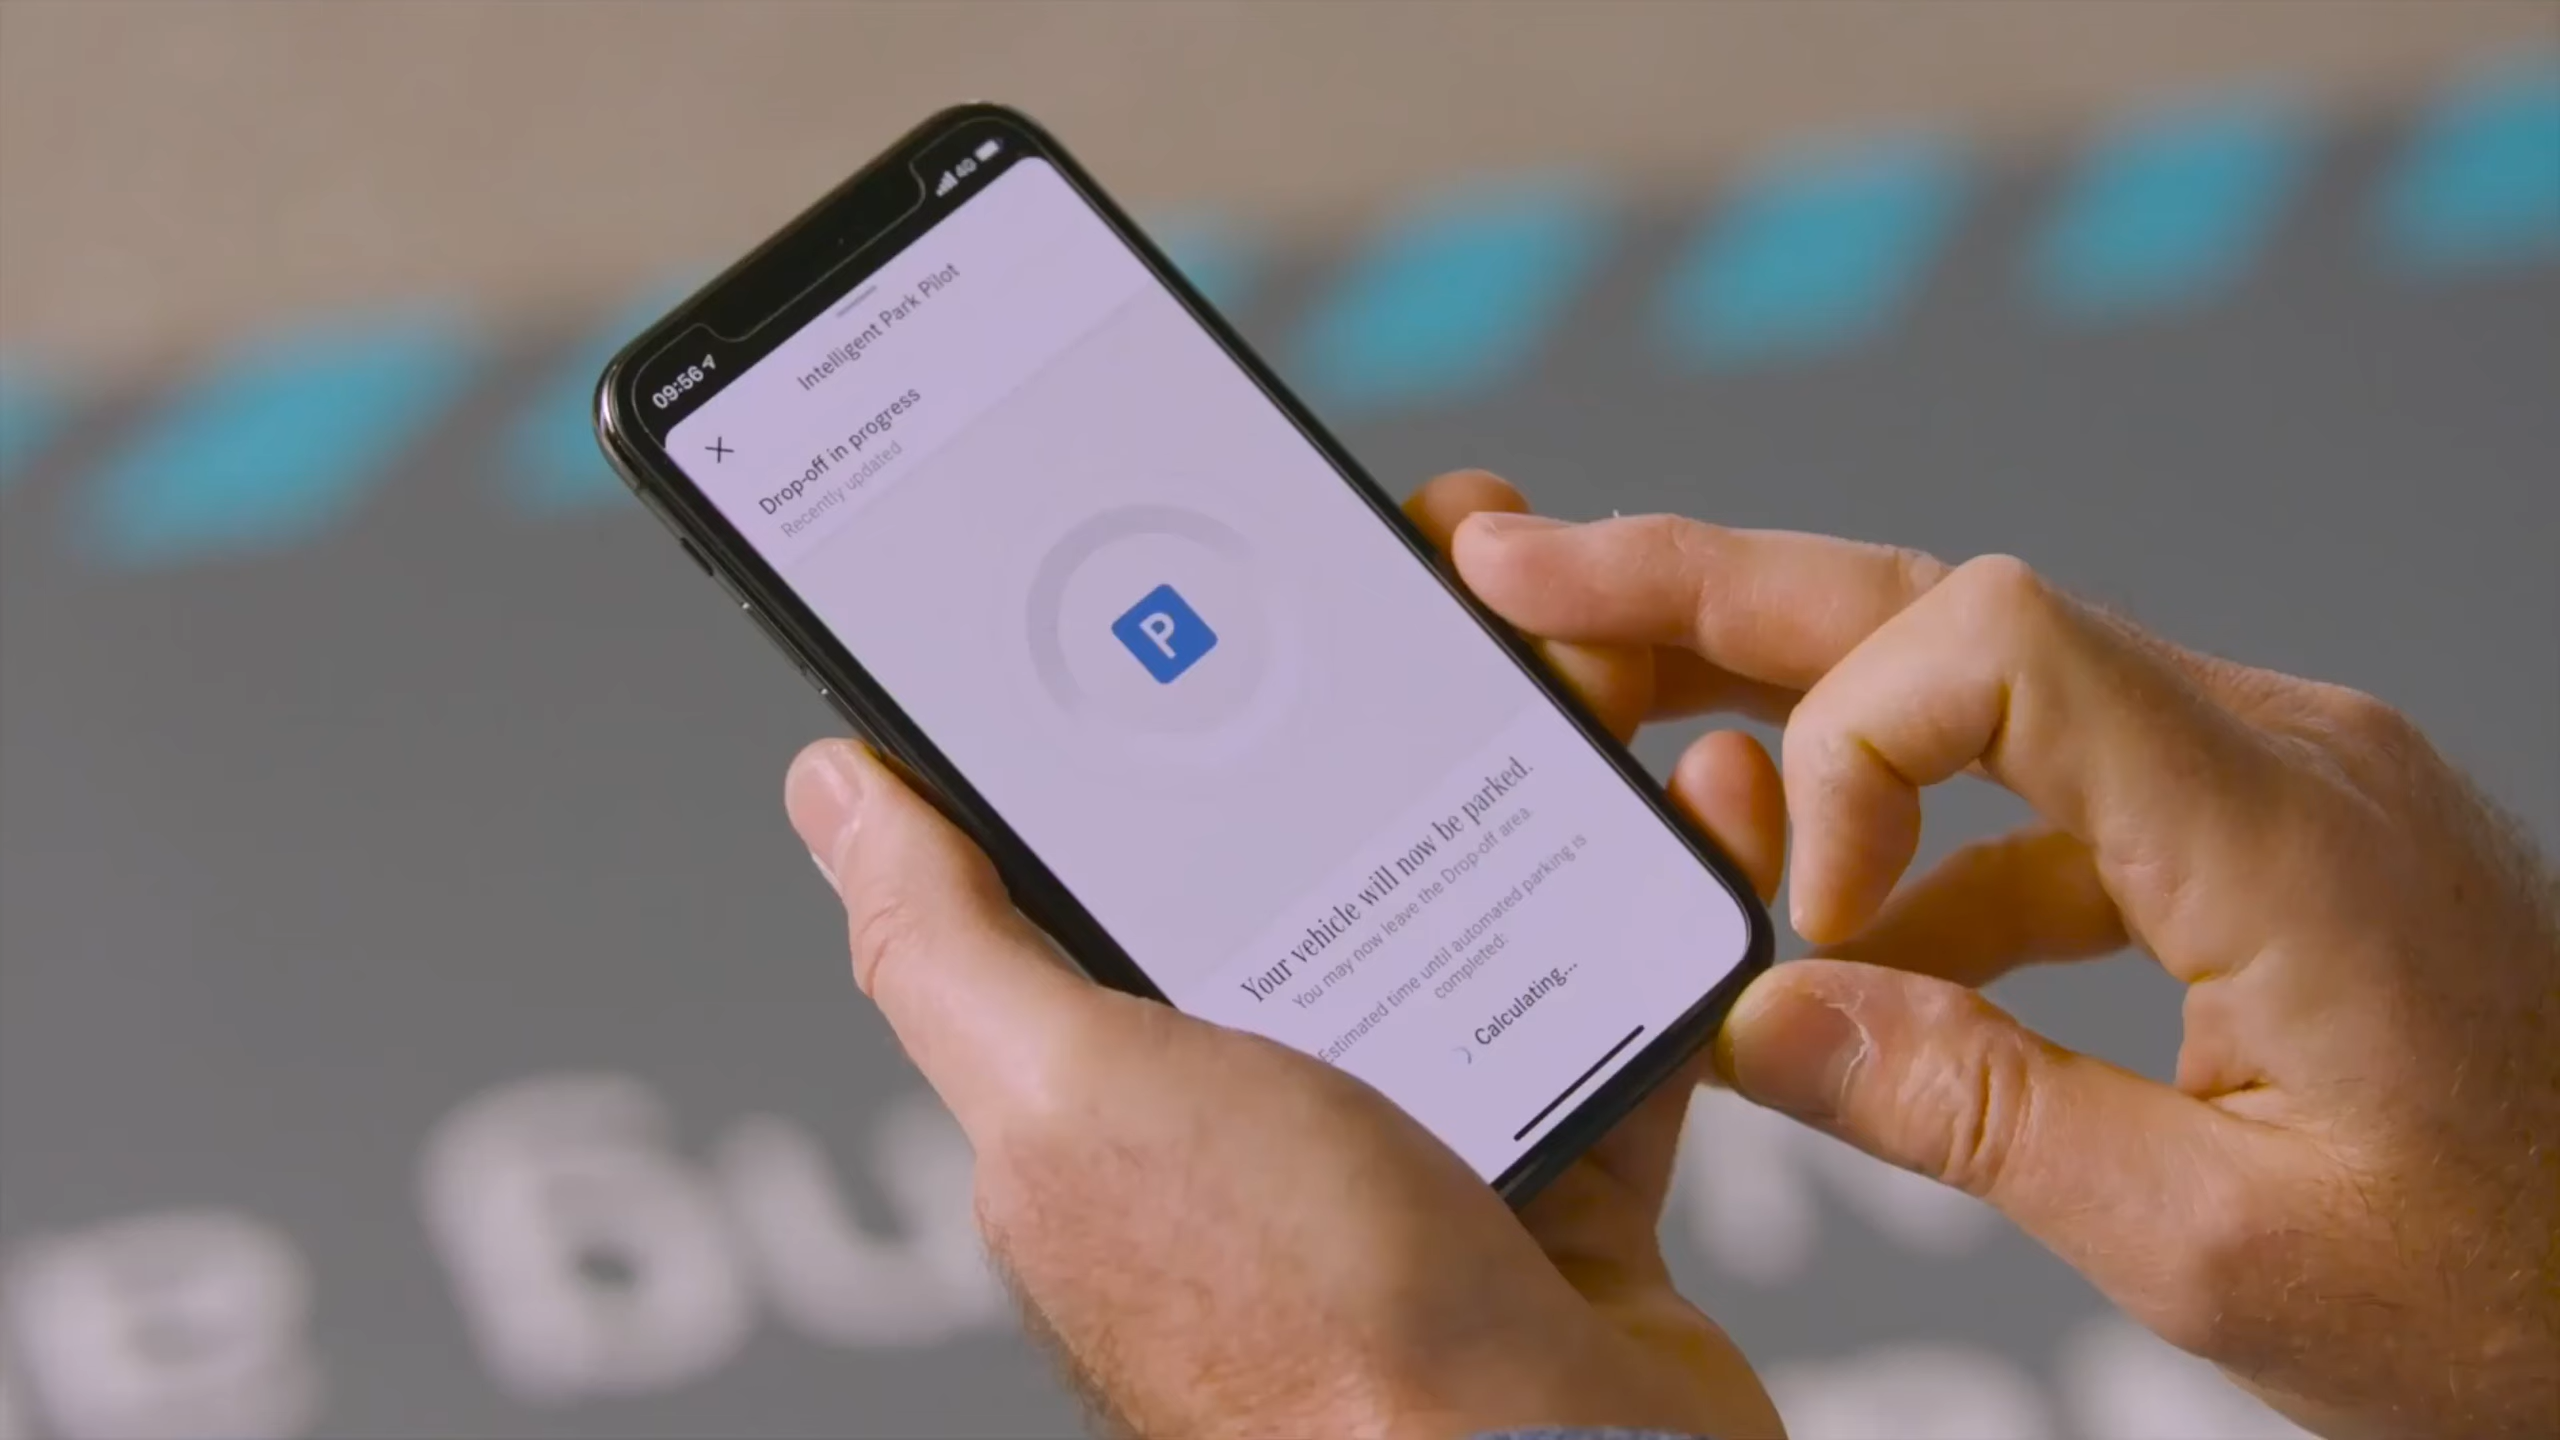 09:56
4G
Intelligent Park Pilot
Drop-off in progress
Recently updated
P
Your vehicle will now be parked.
You may now leave the Drop-off area.
Estimated time until automated parking is
completed:
Calculating...